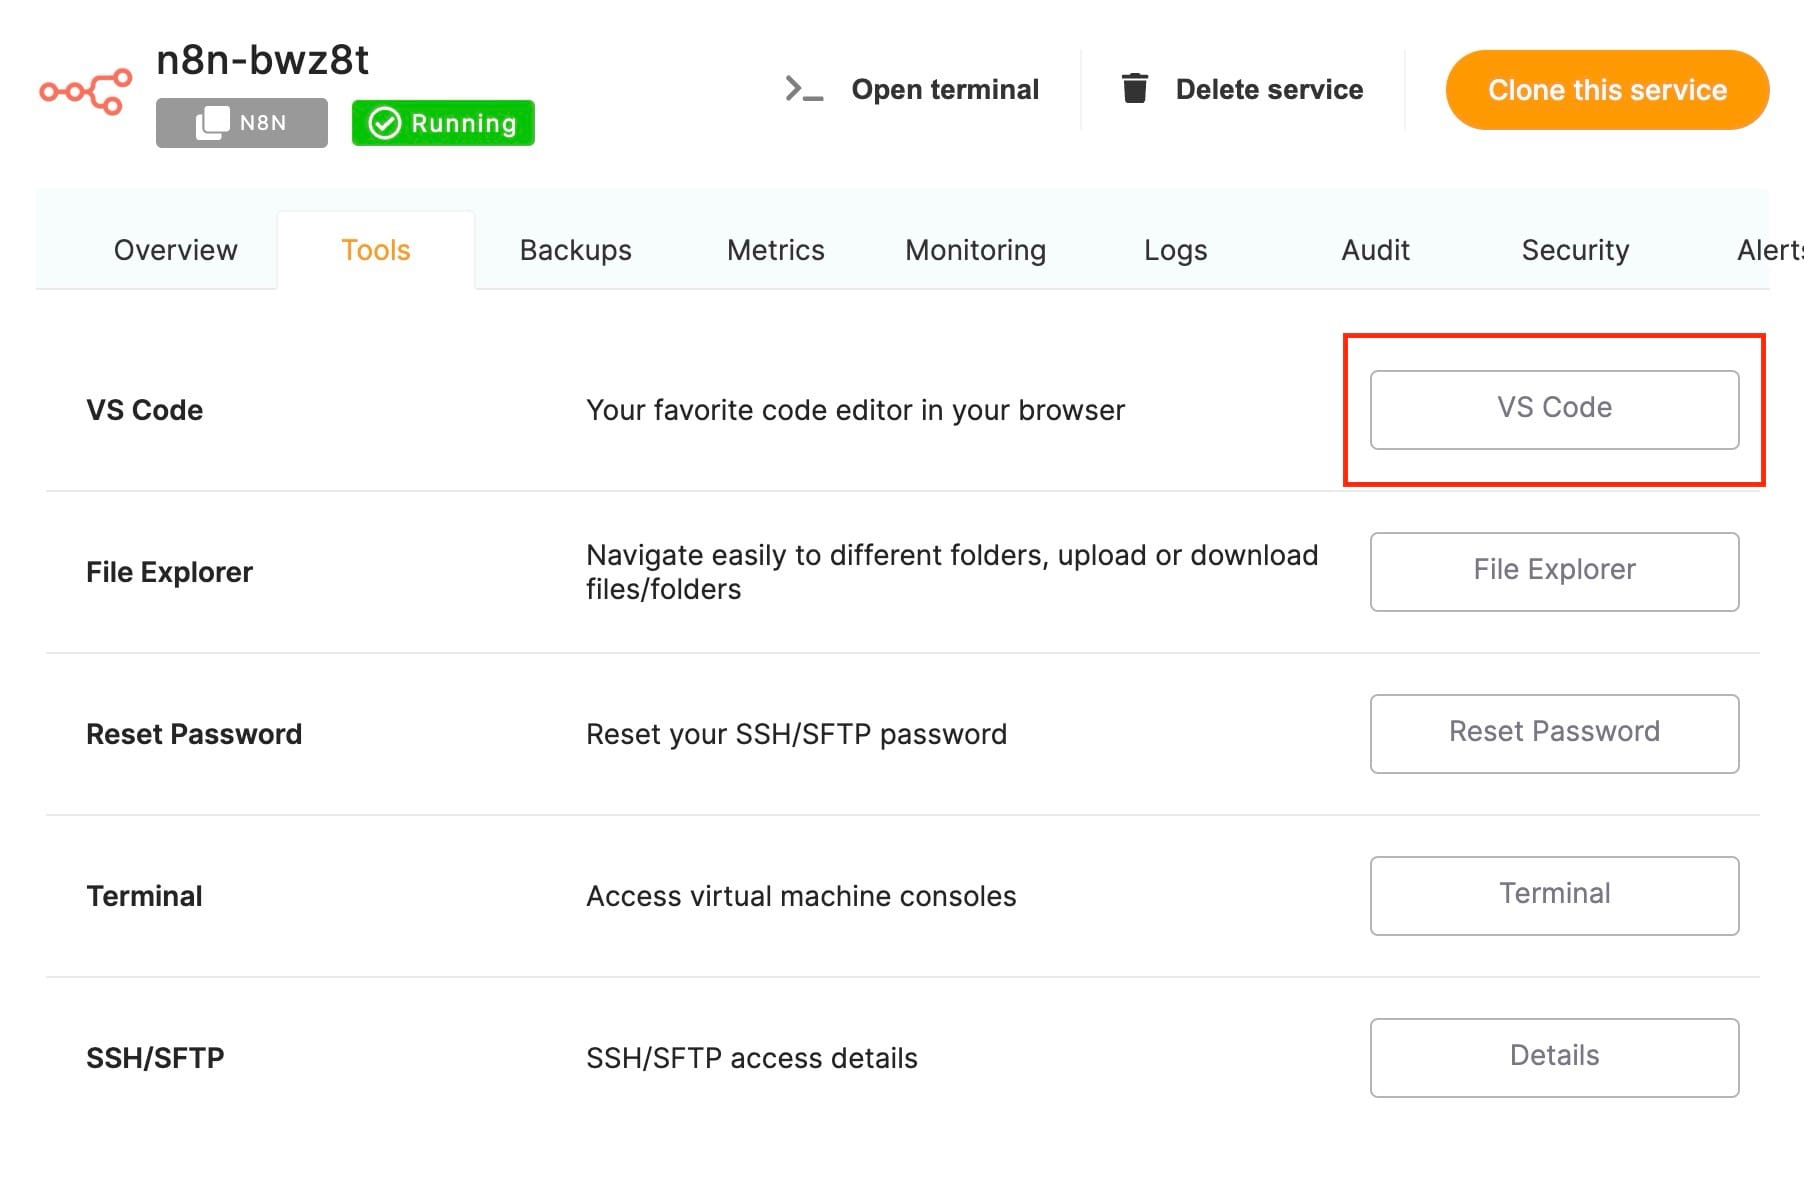 n8n-bwz8t
N8N
Running
Open terminal
Delete service
Clone this service
Overview
Tools
Backups
Metrics
Monitoring
Logs
Audit
Security
Alerts
VS Code
Your favorite code editor in your browser
VS Code
File Explorer
Navigate easily to different folders, upload or download
files/folders
File Explorer
Reset Password
Reset your SSH/SFTP password
Reset Password
Terminal
Access virtual machine consoles
Terminal
SSH/SFTP
SSH/SFTP access details
Details